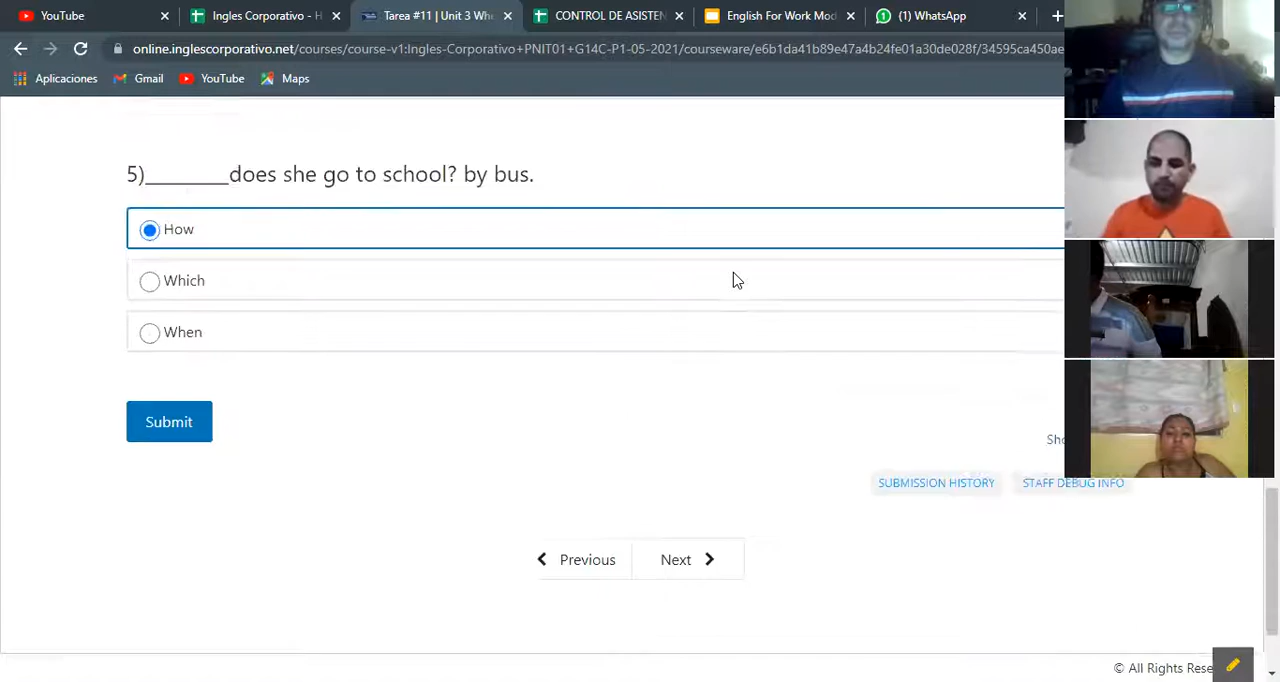 YouTube
Ingles Corporativo - H
Tarea #11 | Unit 3 Whe
CONTROL DE ASISTEN
English For Work Mod
(1) WhatsApp
online.inglescorporativo.net/courses/course-v1:Ingles-Corporativo+PNIT01+G14C-P1-05-2021/courseware/e6b1da41b89e47a4b24fe01a30de028f/34595ca450ae
Aplicaciones
Gmail
YouTube
Maps
5)________does she go to school? by bus.
How
Which
When
Submit
Sho
SUBMISSION HISTORY
STAFF DEBUG INFO
Previous
Next
© All Rights Rese